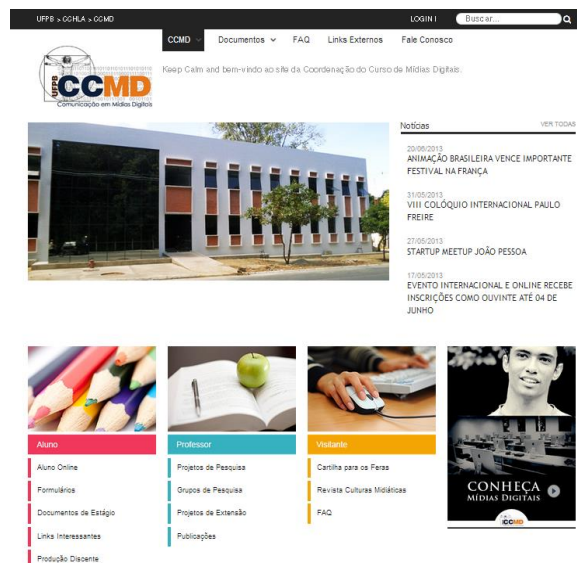 UFPB > CCHLA > CCMD
LOGIN |
Buscar...
CCMD
Documentos
FAQ
Links Externos
Fale Conosco
UFPB
CCMD
Comunicação em Mídias Digitais
Keep Calm and bem-vindo ao site da Coordenação do Curso de Mídias Digitais.
Notícias
VER TODAS
20/06/2013
ANIMAÇÃO BRASILEIRA VENCE IMPORTANTE
FESTIVAL NA FRANÇA
31/05/2013
VIII COLÓQUIO INTERNACIONAL PAULO
FREIRE
27/05/2013
STARTUP MEETUP JOÃO PESSOA
17/05/2013
EVENTO INTERNACIONAL E ONLINE RECEBE
INSCRIÇÕES COMO OUVINTE ATÉ 04 DE
JUNHO
Aluno
Aluno Online
Formulários
Documentos de Estágio
Links Interessantes
Produção Discente
Professor
Projetos de Pesquisa
Grupos de Pesquisa
Projetos de Extensão
Publicações
Visitante
Cartilha para os Feras
Revista Culturas Midiáticas
FAQ
CONHEÇA
MÍDIAS DIGITAIS
CCMD